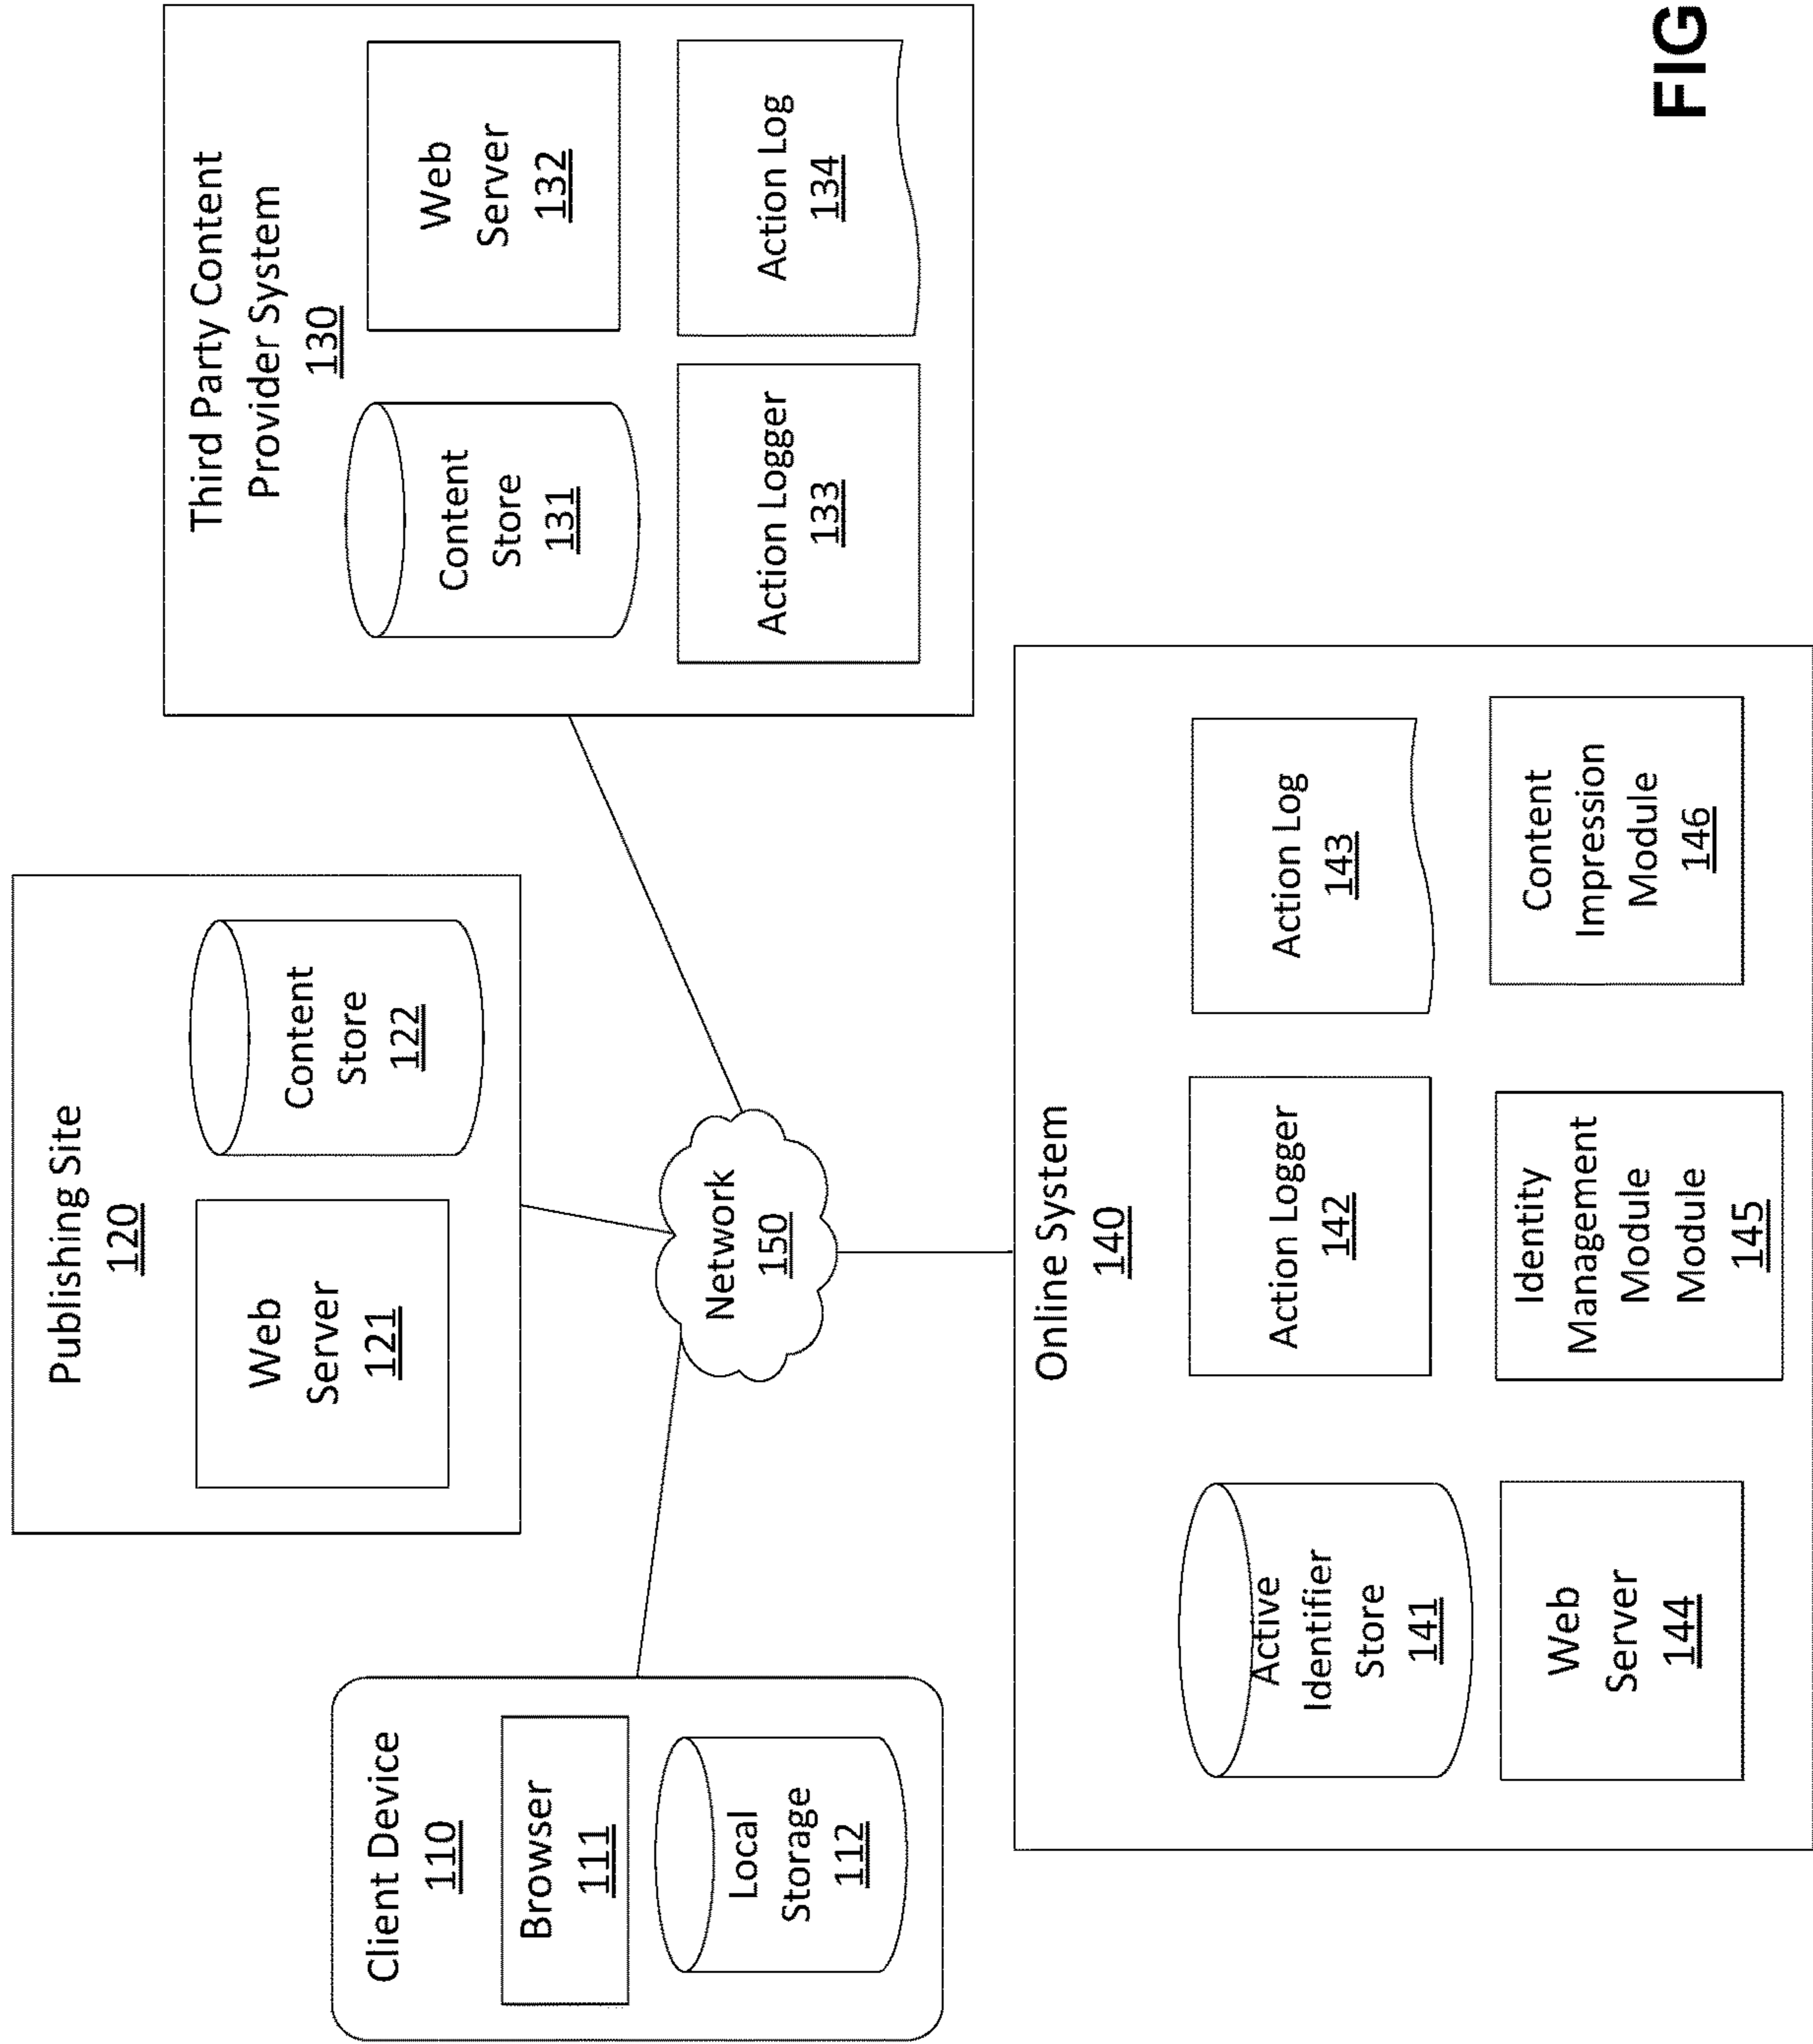 Publishing Site
120
Web
Server
121
Content
Store
122
Third Party Content
Provider System
130
Content
Store
131
Web
Server
132
Action Logger
133
Action Log
134
Client Device
110
Browser
111
Local
Storage
112
Network
150
Online System
140
Active
Identifier
Store
141
Action Logger
142
Action Log
143
Web
Server
144
Identity
Management
Module
Module
145
Content
Impression
Module
146
FIG